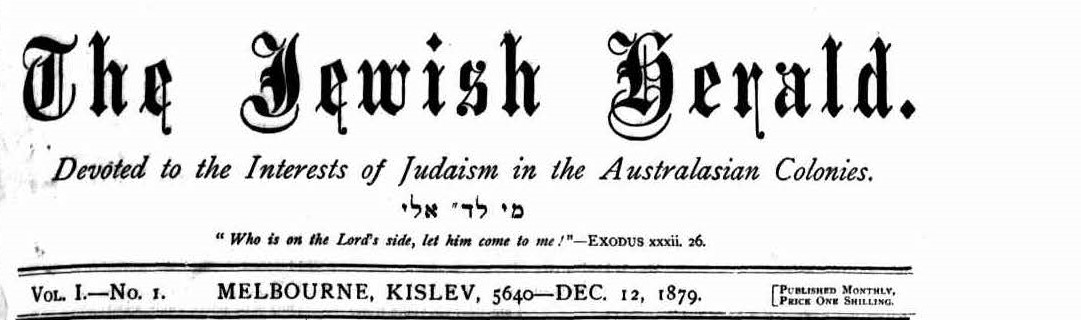 The Jewish Herald.
Devoted to the Interests of Judaism in the Australasian Colonies.
מי לד״ אלי
“Who is on the Lord's side, let him come to me!”—EXODUS xxxii. 26.
VOL. I.—No. 1. MELBOURNE, KISLEV, 5640—DEC. 12, 1879. [PUBLISHED MONTHLY,
PRICE ONE SHILLING.